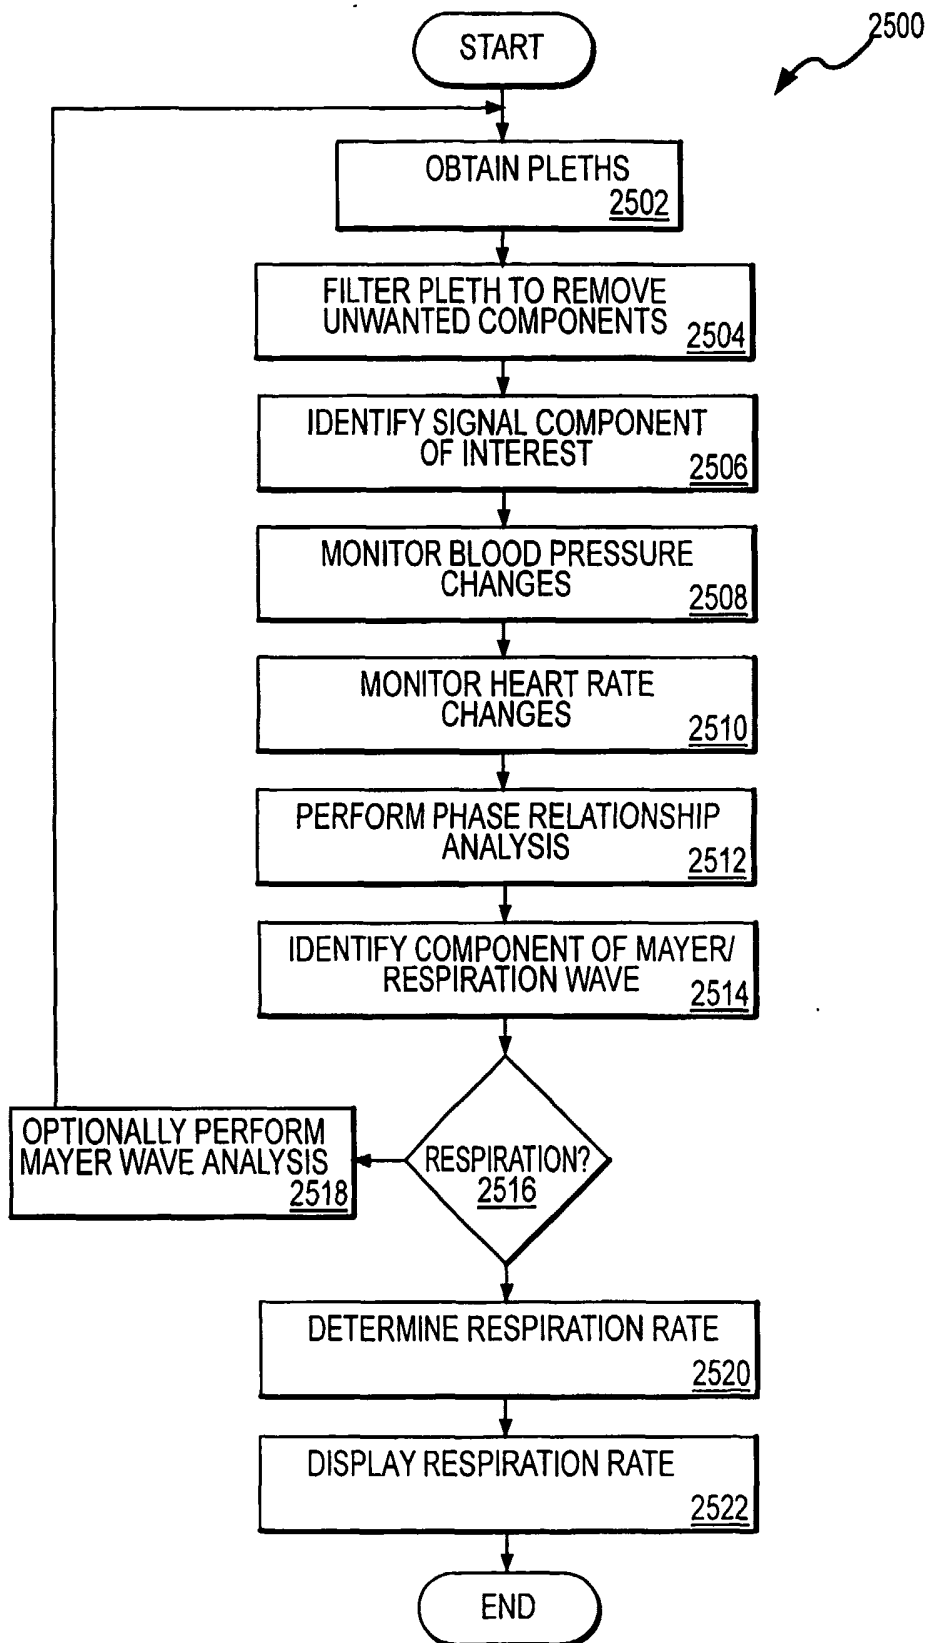 2500
START
OBTAIN PLETHS
2502
FILTER PLETH TO REMOVE
UNWANTED COMPONENTS
2504
IDENTIFY SIGNAL COMPONENT
OF INTEREST
2506
MONITOR BLOOD PRESSURE
CHANGES
2508
MONITOR HEART RATE
CHANGES
2510
PERFORM PHASE RELATIONSHIP
ANALYSIS
2512
IDENTIFY COMPONENT OF MAYER/
RESPIRATION WAVE
2514
RESPIRATION?
2516
OPTIONALLY PERFORM
MAYER WAVE ANALYSIS
2518
DETERMINE RESPIRATION RATE
2520
DISPLAY RESPIRATION RATE
2522
END